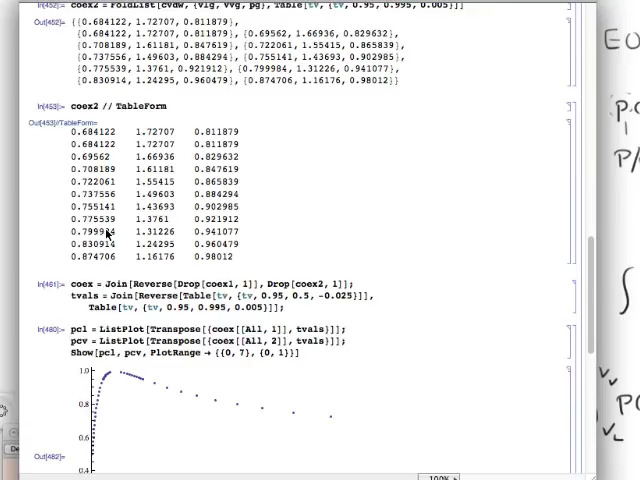 In[452]:= coex2 = FoldList[cvdw, {vlg, vvg, pg}, Table[tv, {tv, 0.95, 0.995, 0.005}]]
Out[452]= {{0.684122, 1.72707, 0.811879},
{0.684122, 1.72707, 0.811879}, {0.69562, 1.66936, 0.829632},
{0.708189, 1.61181, 0.847619}, {0.722061, 1.55415, 0.865839},
{0.737556, 1.49603, 0.884294}, {0.755141, 1.43693, 0.902985},
{0.775539, 1.3761, 0.921912}, {0.799984, 1.31226, 0.941077},
{0.830914, 1.24295, 0.960479}, {0.874706, 1.16176, 0.98012}}
In[453]:= coex2 // TableForm
Out[453]//TableForm=
0.684122 1.72707 0.811879
0.684122 1.72707 0.811879
0.69562 1.66936 0.829632
0.708189 1.61181 0.847619
0.722061 1.55415 0.865839
0.737556 1.49603 0.884294
0.755141 1.43693 0.902985
0.775539 1.3761 0.921912
0.799984 1.31226 0.941077
0.830914 1.24295 0.960479
0.874706 1.16176 0.98012
In[461]:= coex = Join[Reverse[Drop[coex1, 1]], Drop[coex2, 1]];
tvals = Join[Reverse[Table[tv, {tv, 0.95, 0.5, -0.025}]],
Table[tv, {tv, 0.95, 0.995, 0.005}]];
In[480]:= pcl = ListPlot[Transpose[{coex[[All, 1]], tvals}]];
pcv = ListPlot[Transpose[{coex[[All, 2]], tvals}]];
Show[pcl, pcv, PlotRange → {{0, 7}, {0, 1}}]
1.0
0.8
0.6
Out[482]=
0.4
100%